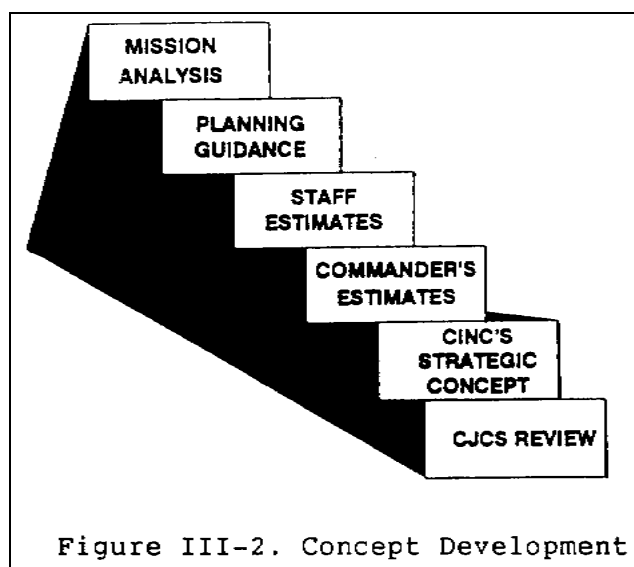 MISSION
ANALYSIS
PLANNING
GUIDANCE
STAFF
ESTIMATES
COMMANDER'S
ESTIMATES
CINC'S
STRATEGIC
CONCEPT
CJCS REVIEW
Figure III-2. Concept Development